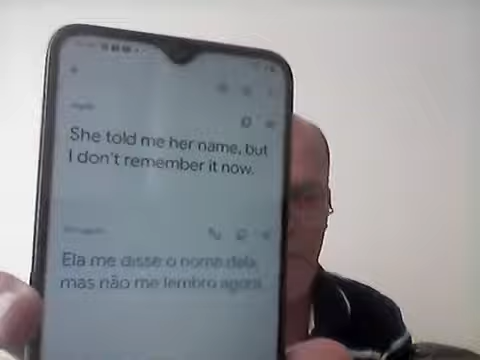 She told me her name, but
I don't remember it now.
Ela me disse o nome dela,
mas não me lembro agora.